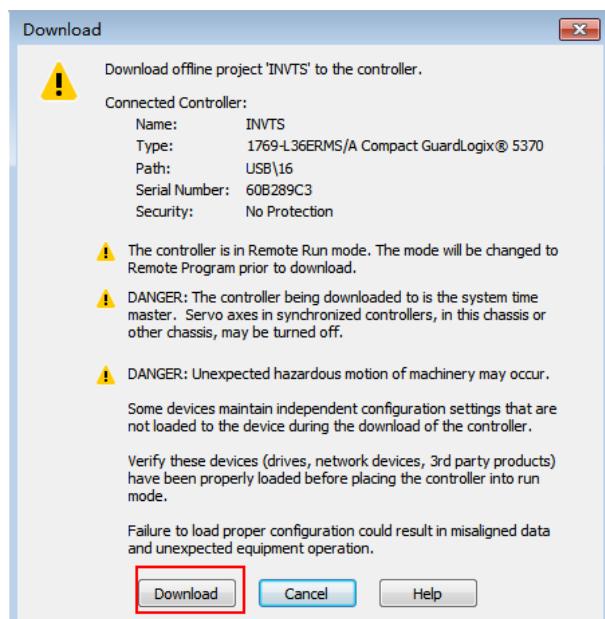 Download
Download offline project 'INVTS' to the controller.
Connected Controller:
Name: INVTS
Type: 1769-L36ERMS/A Compact GuardLogix® 5370
Path: USB\16
Serial Number: 60B289C3
Security: No Protection
The controller is in Remote Run mode. The mode will be changed to
Remote Program prior to download.
DANGER: The controller being downloaded to is the system time
master. Servo axes in synchronized controllers, in this chassis or
other chassis, may be turned off.
DANGER: Unexpected hazardous motion of machinery may occur.
Some devices maintain independent configuration settings that are
not loaded to the device during the download of the controller.
Verify these devices (drives, network devices, 3rd party products)
have been properly loaded before placing the controller into run
mode.
Failure to load proper configuration could result in misaligned data
and unexpected equipment operation.
Download Cancel Help